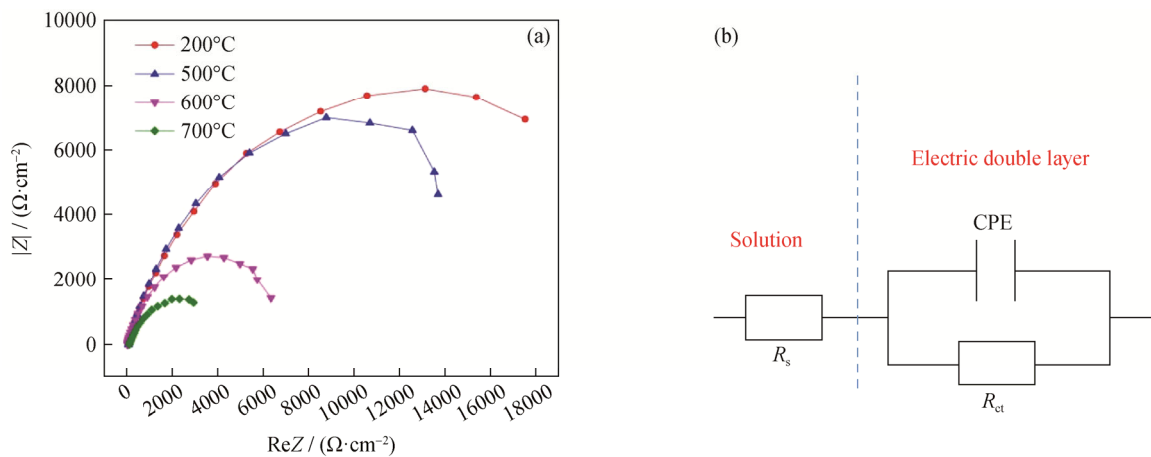 (a)
10000
8000
6000
4000
2000
0
|Z| / (Ω·cm⁻²)
200°C
500°C
600°C
700°C
0
2000
4000
6000
8000
10000
12000
14000
16000
18000
ReZ / (Ω·cm⁻²)
(b)
Electric double layer
Solution
CPE
Rs
Rct